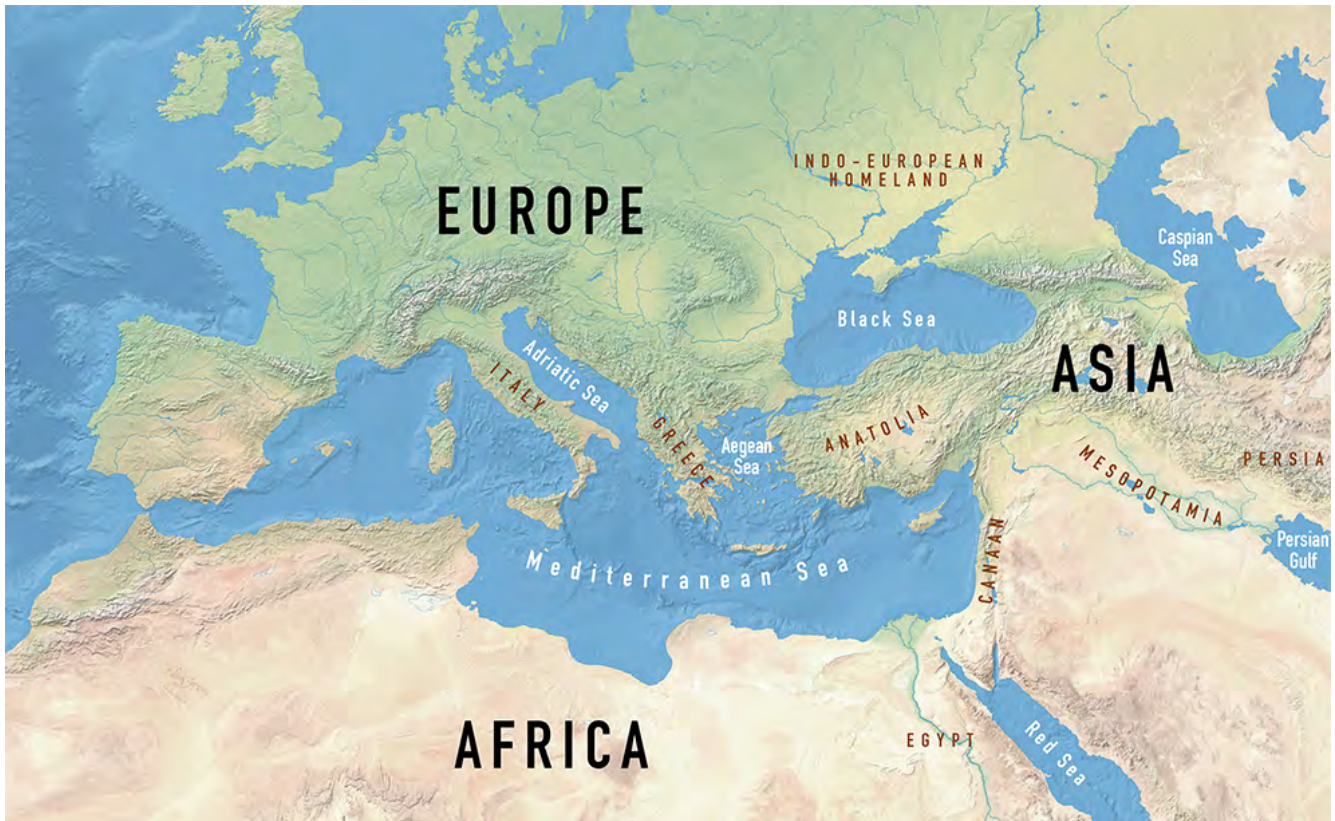 INDO-EUROPEAN
HOMELAND
EUROPE
Caspian
Sea
Black Sea
ASIA
Adriatic Sea
ITALY
GREECE
Aegean
Sea
ANATOLIA
MESOPOTAMIA
PERSIA
Persian
Gulf
CANAAN
Mediterranean Sea
AFRICA
EGYPT
Red Sea